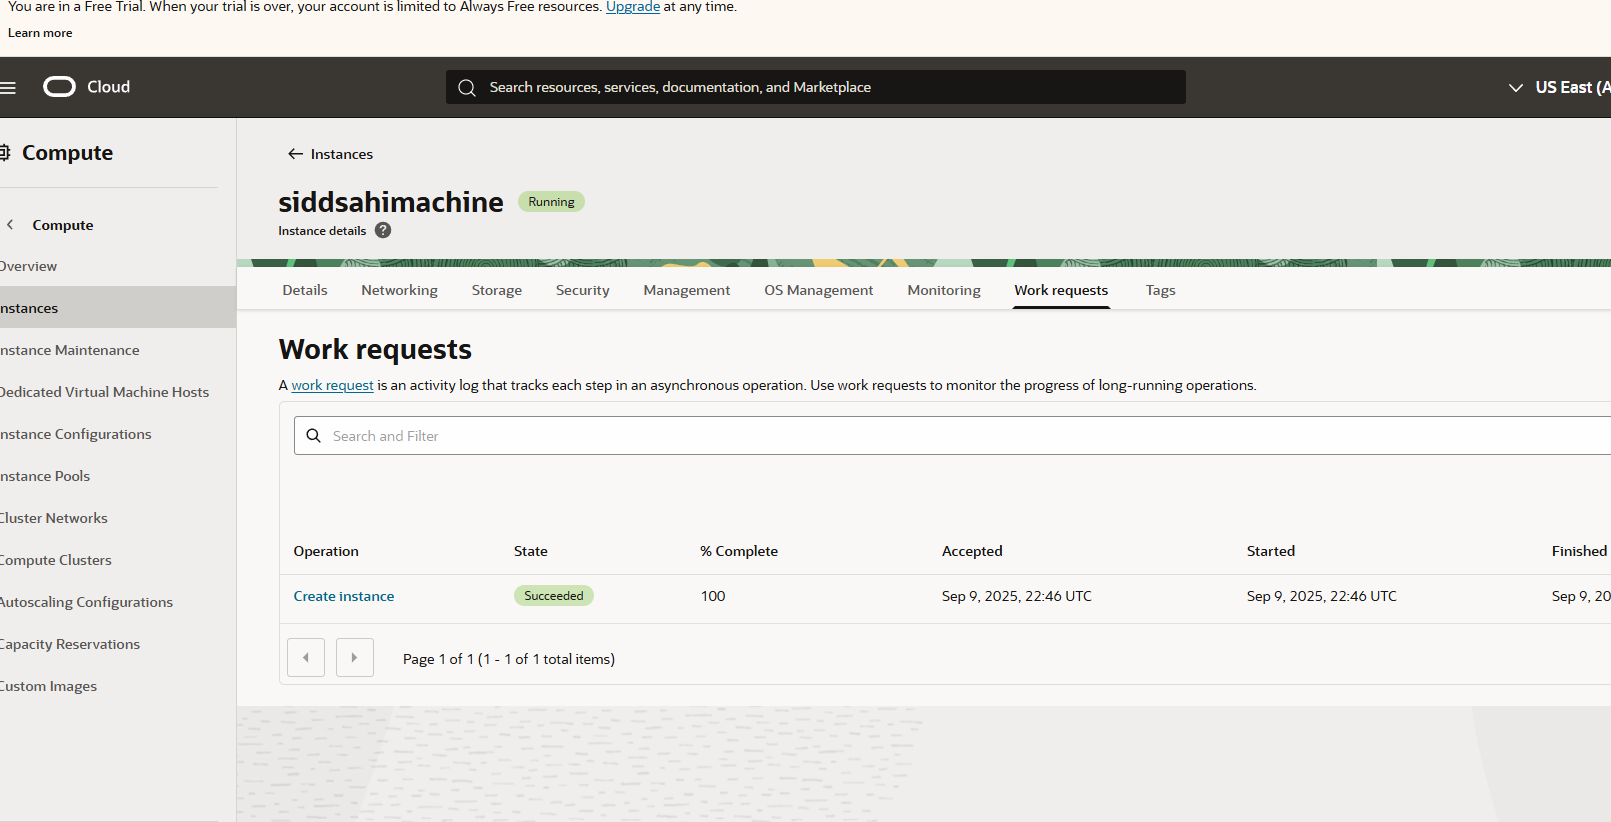 You are in a Free Trial. When your trial is over, your account is limited to Always Free resources. Upgrade at any time.
Learn more
Cloud
Search resources, services, documentation, and Marketplace
US East (A
Compute
Compute
Overview
Instances
Instance Maintenance
Dedicated Virtual Machine Hosts
Instance Configurations
Instance Pools
Cluster Networks
Compute Clusters
Autoscaling Configurations
Capacity Reservations
Custom Images
Instances
siddsahimachine Running
Instance details ?
Details Networking Storage Security Management OS Management Monitoring Work requests Tags
Work requests
A work request is an activity log that tracks each step in an asynchronous operation. Use work requests to monitor the progress of long-running operations.
Search and Filter
Operation State % Complete Accepted Started Finished
Create instance Succeeded 100 Sep 9, 2025, 22:46 UTC Sep 9, 2025, 22:46 UTC Sep 9, 20
Page 1 of 1 (1 - 1 of 1 total items)